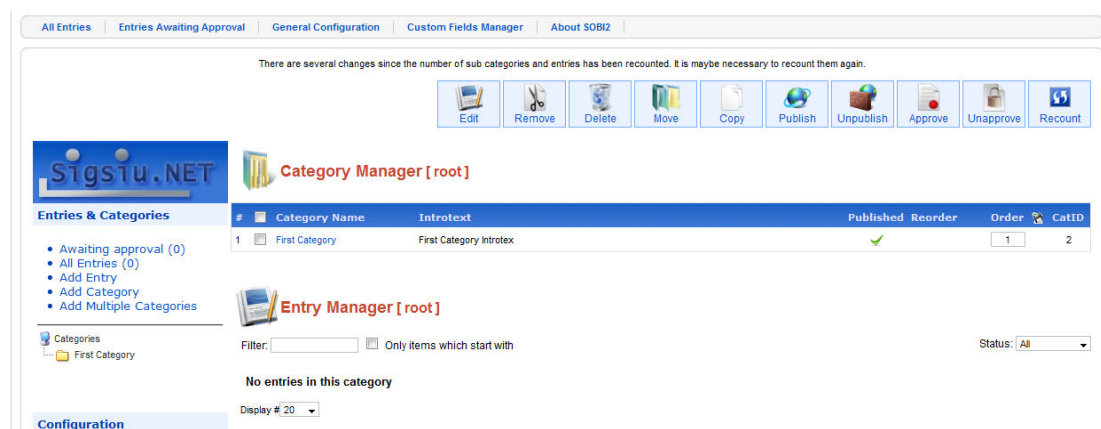 All Entries Entries Awaiting Approval General Configuration Custom Fields Manager About SOBI2
There are several changes since the number of sub categories and entries has been recounted. It is maybe necessary to recount them again.
Edit Remove Delete Move Copy Publish Unpublish Approve Unapprove Recount
Sigsiu.NET
Category Manager [ root ]
Entries & Categories
# Category Name Introtext Published Reorder Order CatID
1 First Category First Category Introtex 1 2
Awaiting approval (0)
All Entries (0)
Add Entry
Add Category
Add Multiple Categories
Entry Manager [ root ]
Categories
First Category
Filter: Only items which start with Status: All
No entries in this category
Display # 20
Configuration